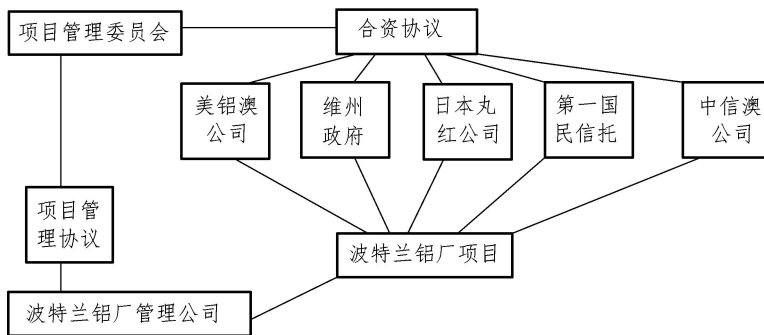 项目管理委员会
合资协议
美铝澳
公司
维州
政府
日本丸
红公司
第一国
民信托
中信澳
公司
项目管
理协议
波特兰铝厂项目
波特兰铝厂管理公司